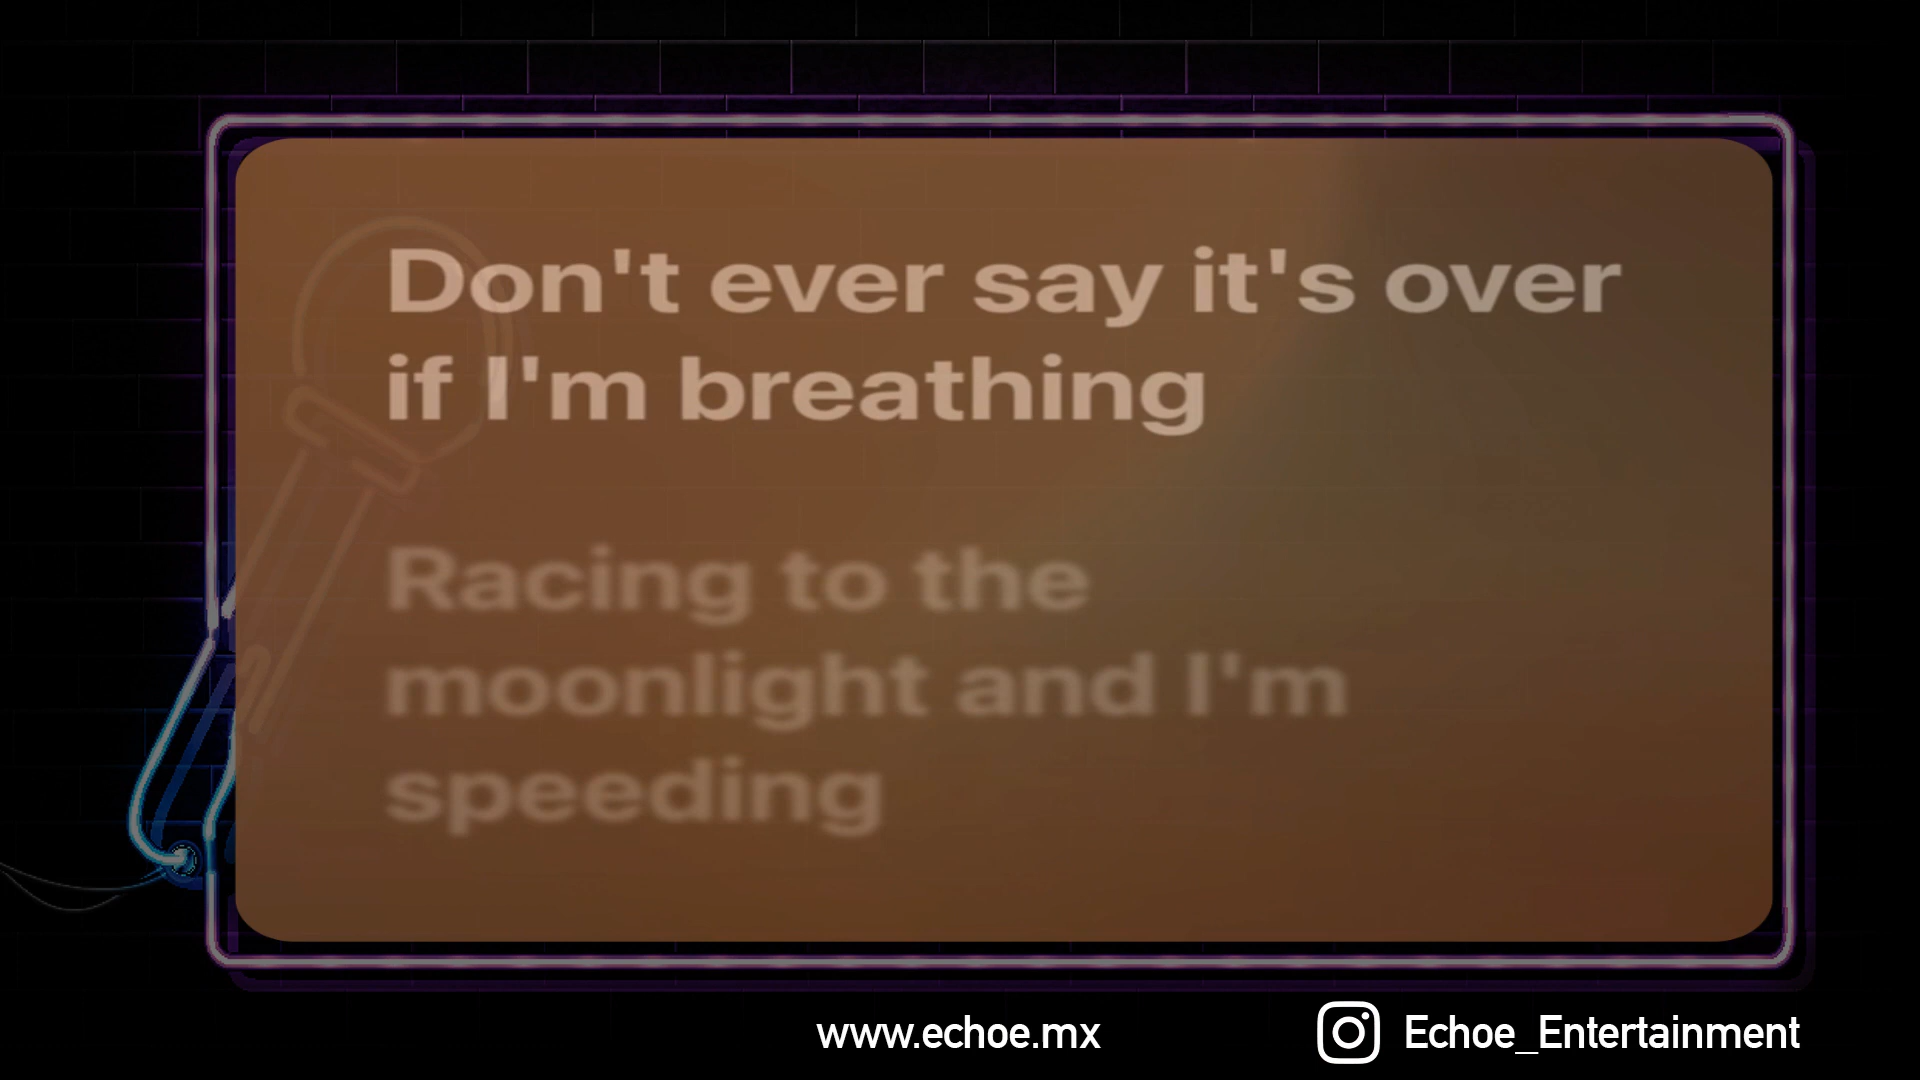 Don't ever say it's over
if I'm breathing
Racing to the
moonlight and I'm
speeding
www.echoe.mx
Echoe_Entertainment